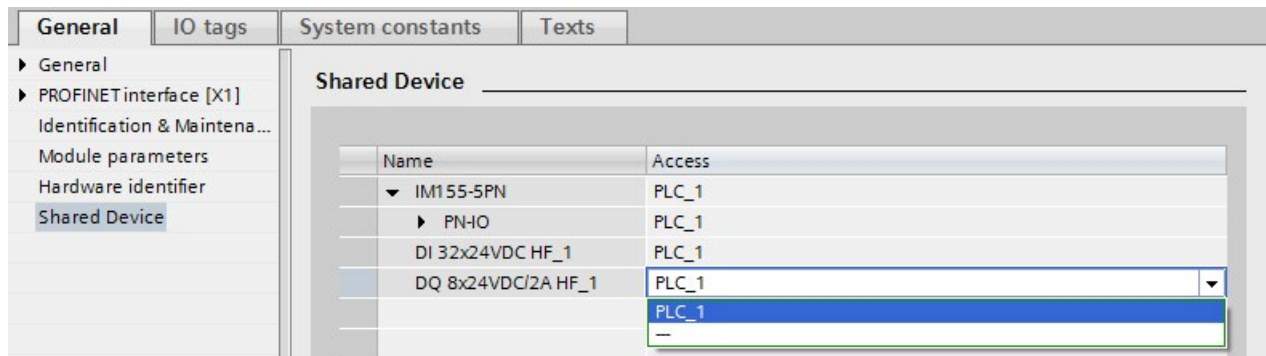 General IO tags System constants Texts
General
PROFINET interface [X1]
Identification & Maintena...
Module parameters
Hardware identifier
Shared Device
Shared Device
Name Access
IM155-5PN PLC_1
PN-IO PLC_1
DI 32x24VDC HF_1 PLC_1
DQ 8x24VDC/2A HF_1 PLC_1
PLC_1
---